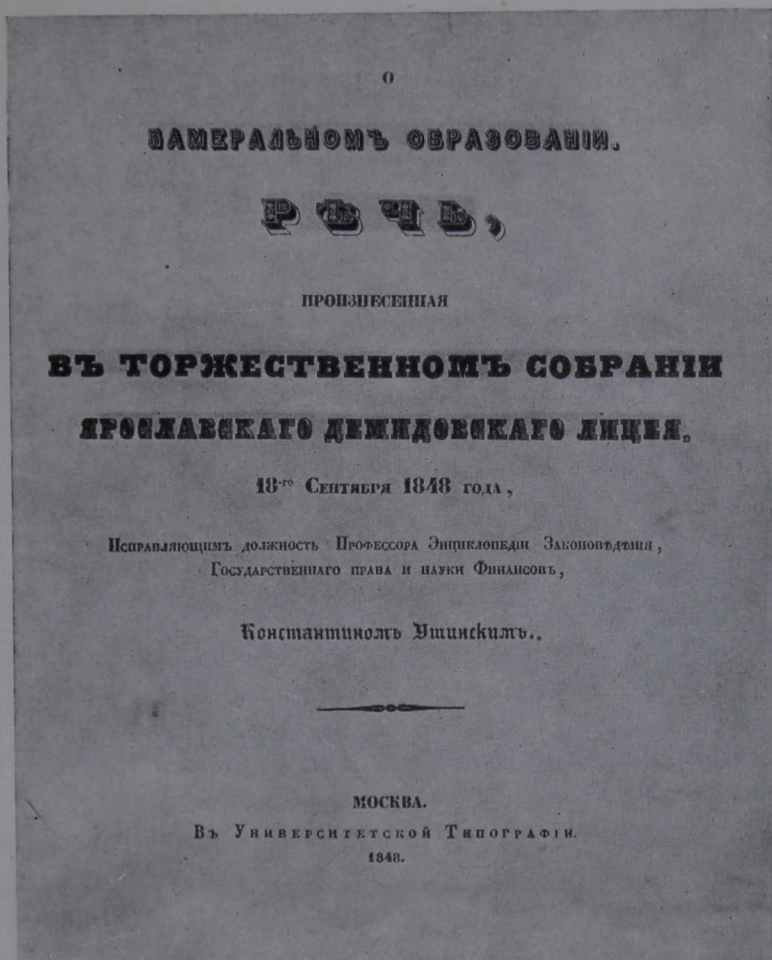 О
КАМЕРАЛЬНОМЪ ОБРАЗОВАНІИ.
РѢЧЬ,
ПРОИЗНЕСЕННАЯ
ВЪ ТОРЖЕСТВЕННОМЪ СОБРАНІИ
ЯРОСЛАВСКАГО ДЕМИДОВСКАГО ЛИЦЕЯ,
18-го Сентября 1848 года,
Исправляющимъ должность Профессора Энциклопедіи Законовѣдѣнія,
Государственнаго права и науки Финансовъ,
Константиномъ Ушинскимъ..
МОСКВА.
Въ Университетской Типографіи.
1848.